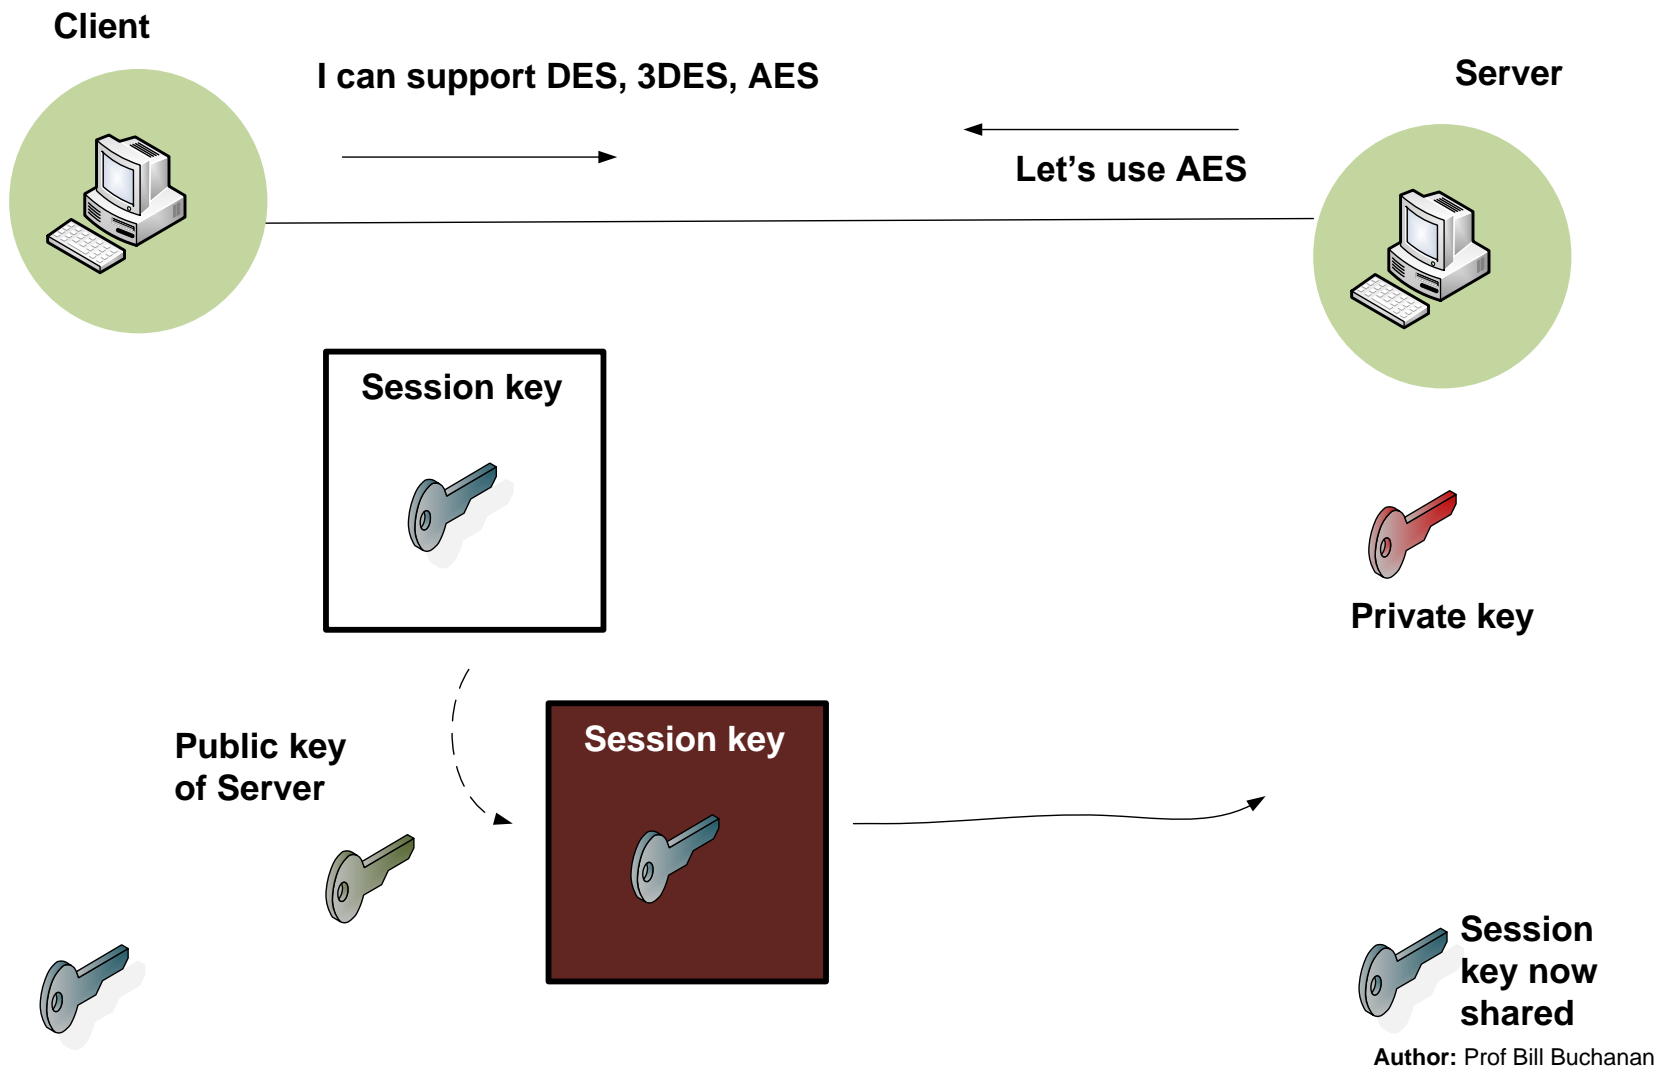 Client
I can support DES, 3DES, AES
Server
Let’s use AES
Session key
Private key
Public key
of Server
Session key
Session
key now
shared
Author: Prof Bill Buchanan